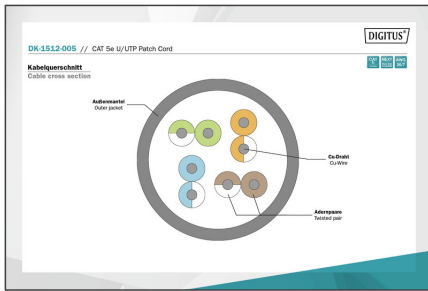 DIGITUS®
DK-1512-005 // CAT 5e U/UTP Patch Cord
Kabelquerschnitt
Cable cross section
Außenmantel
Outer jacket
Cu-Draht
Cu-Wire
Adernpaare
Twisted pair